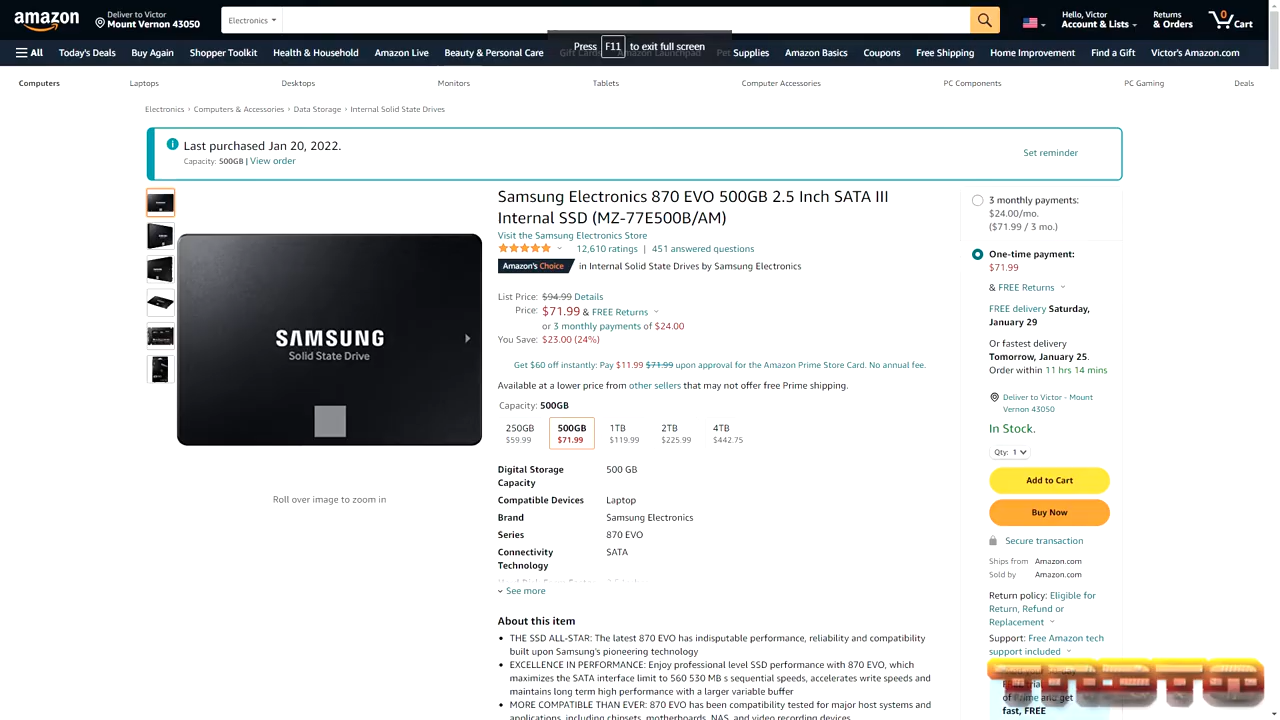 amazon
Deliver to Victor
Mount Vernon 43050
Electronics
Hello, Victor
Account & Lists
Returns
& Orders
0
Cart
All
Today's Deals
Buy Again
Shopper Toolkit
Health & Household
Amazon Live
Beauty & Personal Care
Press F11 to exit full screen
Pet Supplies
Amazon Basics
Coupons
Free Shipping
Home Improvement
Find a Gift
Victor's Amazon.com
Computers
Laptops
Desktops
Monitors
Tablets
Computer Accessories
PC Components
PC Gaming
Deals
Electronics › Computers & Accessories › Data Storage › Internal Solid State Drives
Last purchased Jan 20, 2022.
Capacity: 500GB | View order
Set reminder
SAMSUNG
Solid State Drive
Roll over image to zoom in
Samsung Electronics 870 EVO 500GB 2.5 Inch SATA III
Internal SSD (MZ-77E500B/AM)
Visit the Samsung Electronics Store
12,610 ratings | 451 answered questions
Amazon's Choice in Internal Solid State Drives by Samsung Electronics
List Price: $94.99 Details
Price: $71.99 & FREE Returns
or 3 monthly payments of $24.00
You Save: $23.00 (24%)
Get $60 off instantly: Pay $11.99 $71.99 upon approval for the Amazon Prime Store Card. No annual fee.
Available at a lower price from other sellers that may not offer free Prime shipping.
Capacity: 500GB
250GB
$59.99
500GB
$71.99
1TB
$119.99
2TB
$225.99
4TB
$442.75
Digital Storage Capacity 500 GB
Compatible Devices Laptop
Brand Samsung Electronics
Series 870 EVO
Connectivity Technology SATA
See more
About this item
• THE SSD ALL-STAR: The latest 870 EVO has indisputable performance, reliability and compatibility
built upon Samsung's pioneering technology
• EXCELLENCE IN PERFORMANCE: Enjoy professional level SSD performance with 870 EVO, which
maximizes the SATA interface limit to 560 530 MB s sequential speeds, accelerates write speeds and
maintains long term high performance with a larger variable buffer
• MORE COMPATIBLE THAN EVER: 870 EVO has been compatibility tested for major host systems and
applications, including chipsets, motherboards, NAS, and video recording devices
3 monthly payments:
$24.00/mo.
($71.99 / 3 mo.)
One-time payment:
$71.99
& FREE Returns
FREE delivery Saturday,
January 29
Or fastest delivery
Tomorrow, January 25.
Order within 11 hrs 14 mins
Deliver to Victor - Mount
Vernon 43050
In Stock.
Qty: 1
Add to Cart
Buy Now
Secure transaction
Ships from Amazon.com
Sold by Amazon.com
Return policy: Eligible for
Return, Refund or
Replacement
Support: Free Amazon tech
support included
of Prime and get
fast, FREE